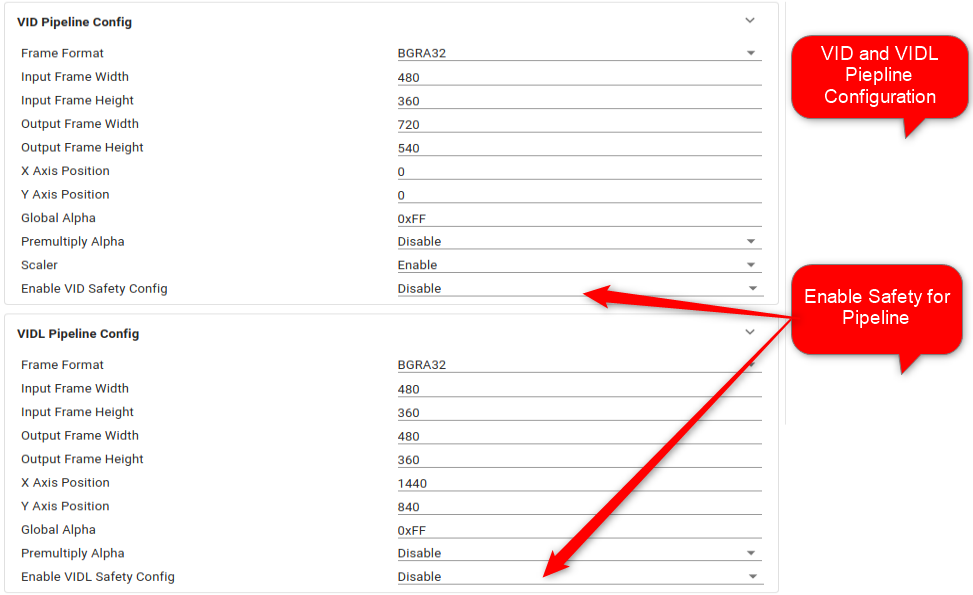 VID Pipeline Config
Frame Format BGRA32
Input Frame Width 480
Input Frame Height 360
Output Frame Width 720
Output Frame Height 540
X Axis Position 0
Y Axis Position 0
Global Alpha 0xFF
Premultiply Alpha Disable
Scaler Enable
Enable VID Safety Config Disable
VIDL Pipeline Config
Frame Format BGRA32
Input Frame Width 480
Input Frame Height 360
Output Frame Width 480
Output Frame Height 360
X Axis Position 1440
Y Axis Position 840
Global Alpha 0xFF
Premultiply Alpha Disable
Enable VIDL Safety Config Disable
VID and VIDL
Piepline
Configuration
Enable Safety for
Pipeline